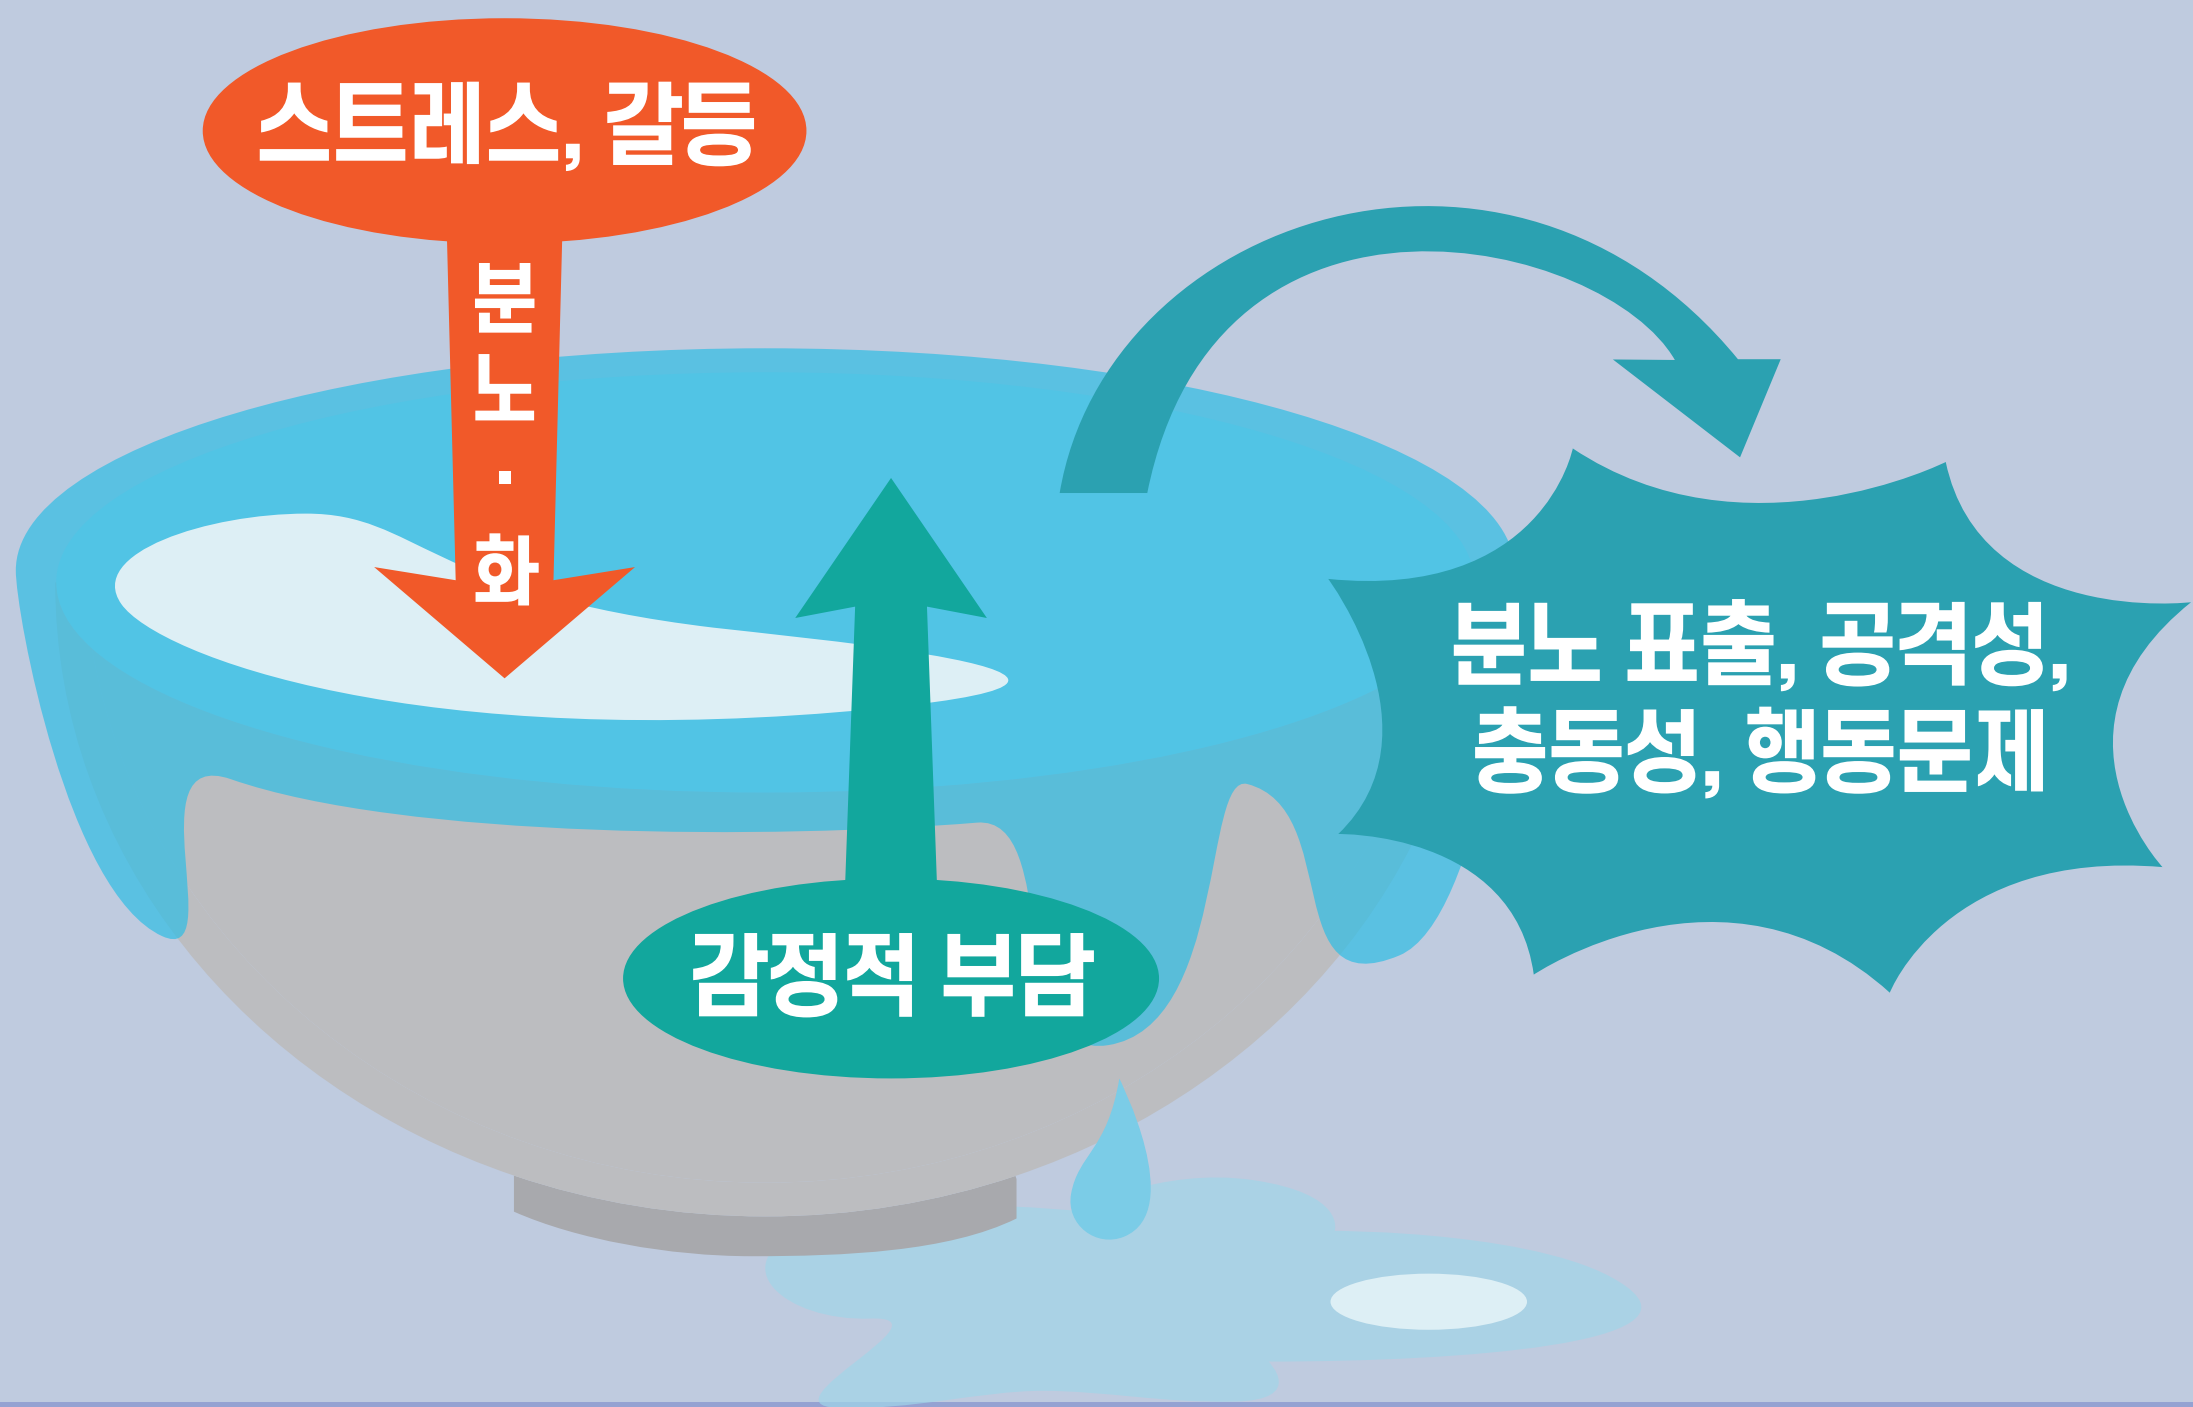 스트레스, 갈등
분노·화
분노 표출, 공격성,
충동성, 행동문제
감정적 부담